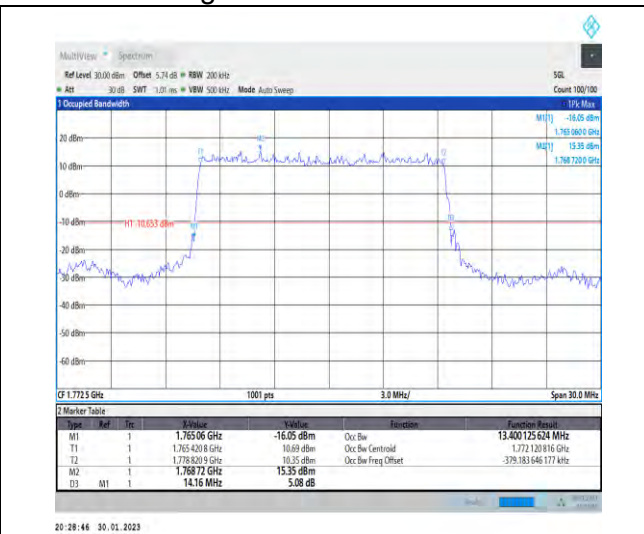 MultiView Spectrum
Ref Level 30.00 dBm Offset 5.74 dB RBW 200 kHz SGL
Att 30 dB SWT 1.01 ms VBW 500 kHz Mode Auto Sweep Count 100/100
1 Occupied Bandwidth 1Pk Max
M1[1] -16.05 dBm
1.765 060 0 GHz
20 dBm
M2[1] 15.35 dBm
1.768 720 0 GHz
T1 T2
10 dBm
0 dBm
-10 dBm H1 -10.653 dBm
M1 D3
-20 dBm
-30 dBm
-40 dBm
-50 dBm
-60 dBm
CF 1.772 5 GHz 1001 pts 3.0 MHz/ Span 30.0 MHz
2 Marker Table
Type Ref Trc X-Value Y-Value Function Function Result
M1 1 1.765 06 GHz -16.05 dBm Occ Bw 13.400 125 624 MHz
T1 1 1.765 420 8 GHz 10.69 dBm Occ Bw Centroid 1.772 120 816 GHz
T2 1 1.778 820 9 GHz 10.35 dBm Occ Bw Freq Offset -379.183 646 177 kHz
M2 1 1.768 72 GHz 15.35 dBm
D3 M1 1 14.16 MHz 5.08 dB
20:28:46 30.01.2023